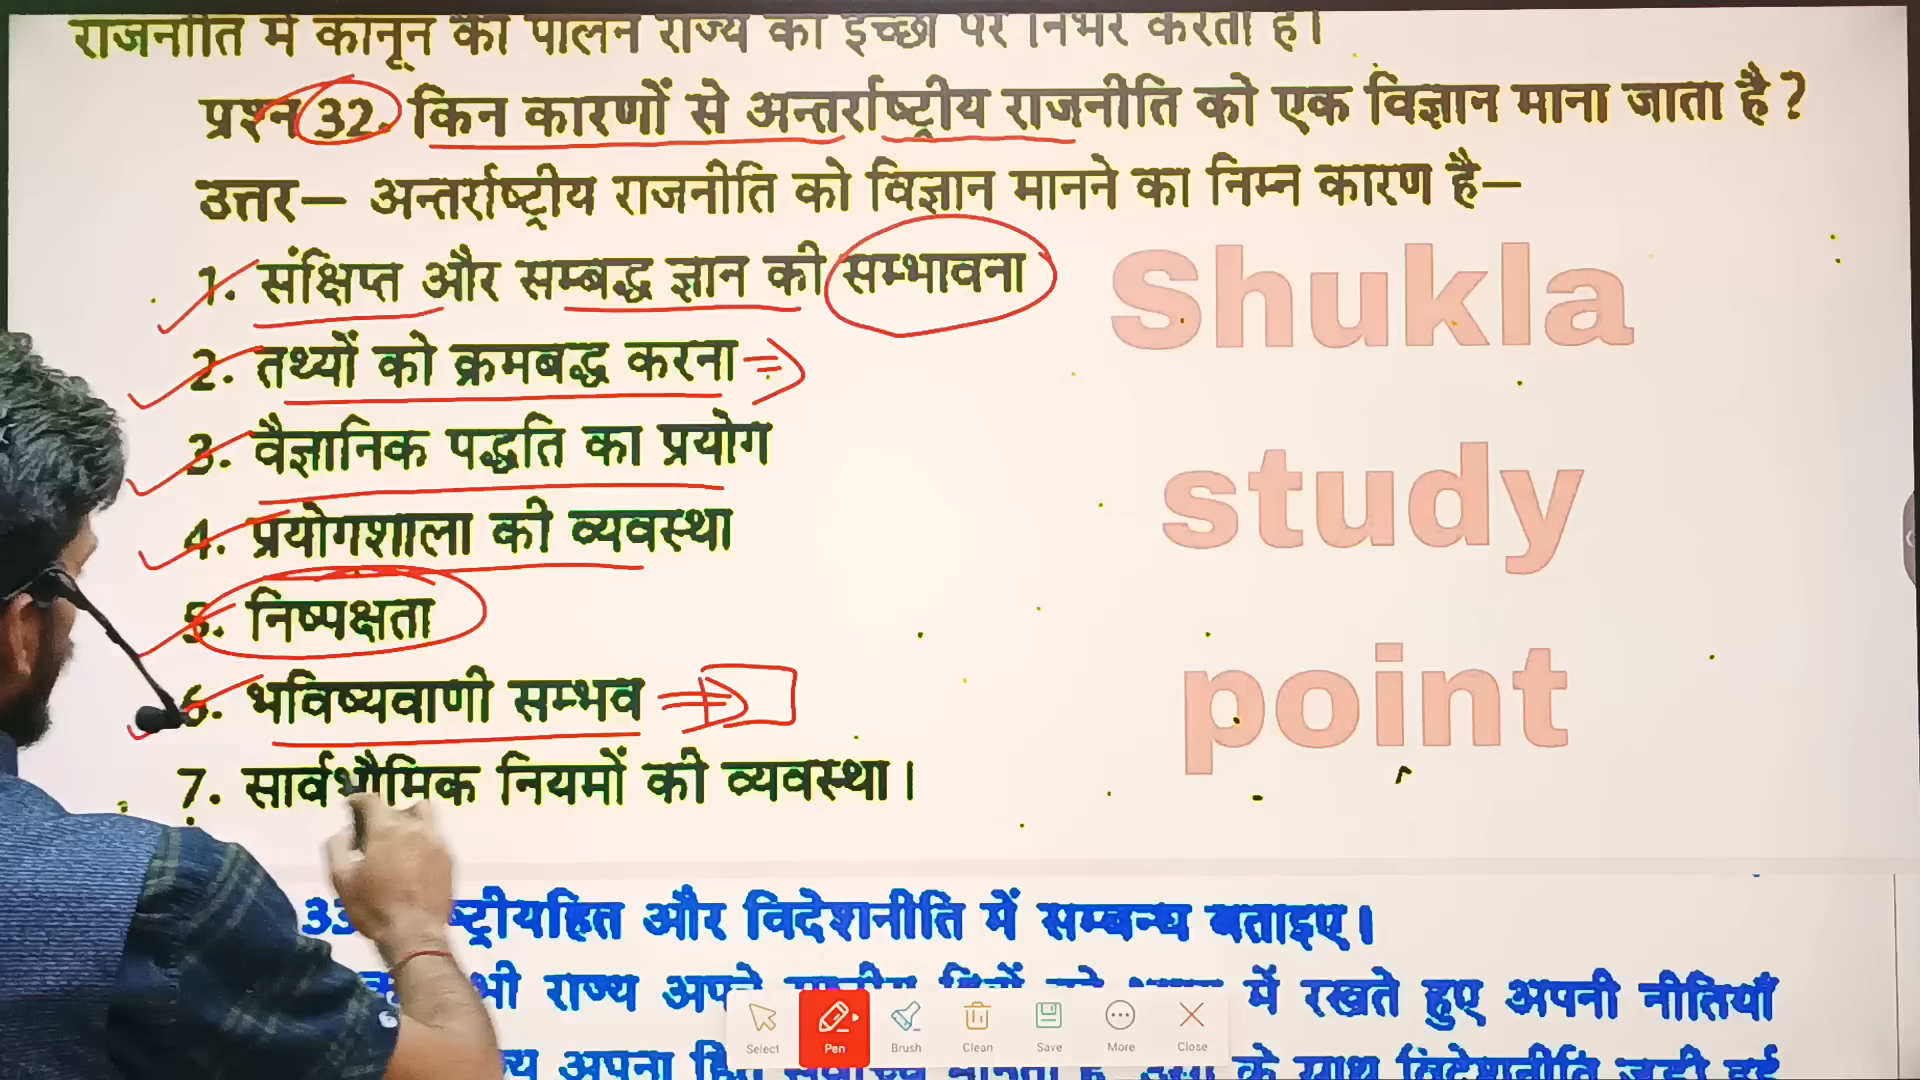 राजनीति में कानून का पालन राज्य की इच्छा पर निर्भर करता है।
प्रश्न 32. किन कारणों से अन्तर्राष्ट्रीय राजनीति को एक विज्ञान माना जाता है?
उत्तर— अन्तर्राष्ट्रीय राजनीति को विज्ञान मानने का निम्न कारण है—
1. संक्षिप्त और सम्बद्ध ज्ञान की सम्भावना
2. तथ्यों को क्रमबद्ध करना
3. वैज्ञानिक पद्धति का प्रयोग
4. प्रयोगशाला की व्यवस्था
5. निष्पक्षता
6. भविष्यवाणी सम्भव
7. सार्वभौमिक नियमों की व्यवस्था।
Shukla
study
point
33 ष्ट्रीयहित और विदेशनीति में सम्बन्ध बताइए।
भी राज्य अपने में रखते हुए अपनी नीतियाँ
अपना के साथ विदेशनीति जुड़ी हुई
Select Pen Brush Clean Save More Close